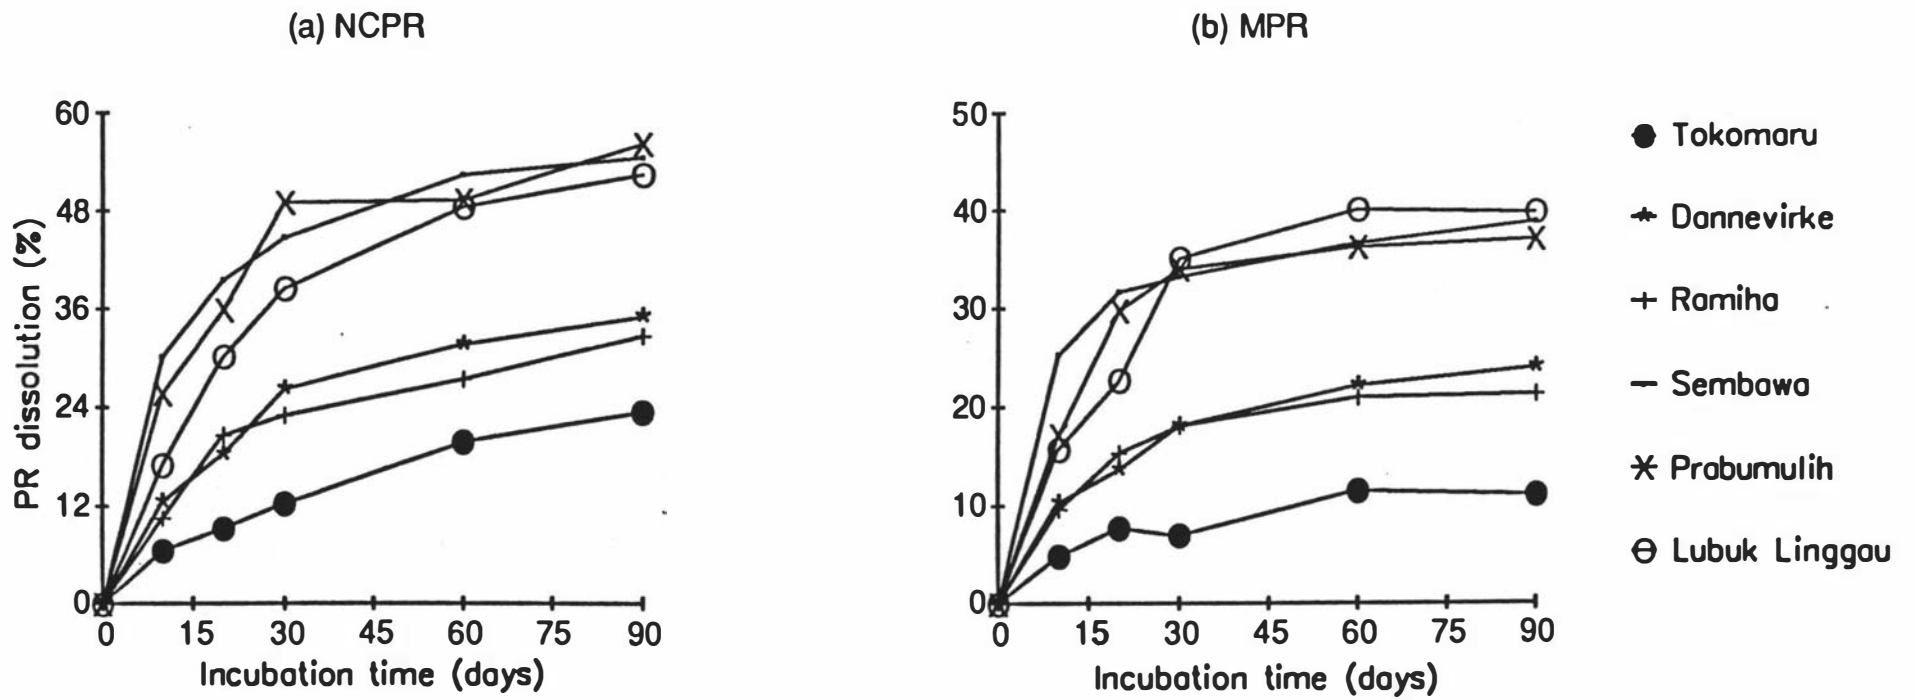 (a) NCPR
60
48
36
24
12
0
PR dissolution (%)
0 15 30 45 60 75 90
Incubation time (days)
(b) MPR
50
40
30
20
10
0
0 15 30 45 60 75 90
Incubation time (days)
Tokomaru
Dannevirke
Ramiha
Sembawa
Prabumulih
Lubuk Linggau